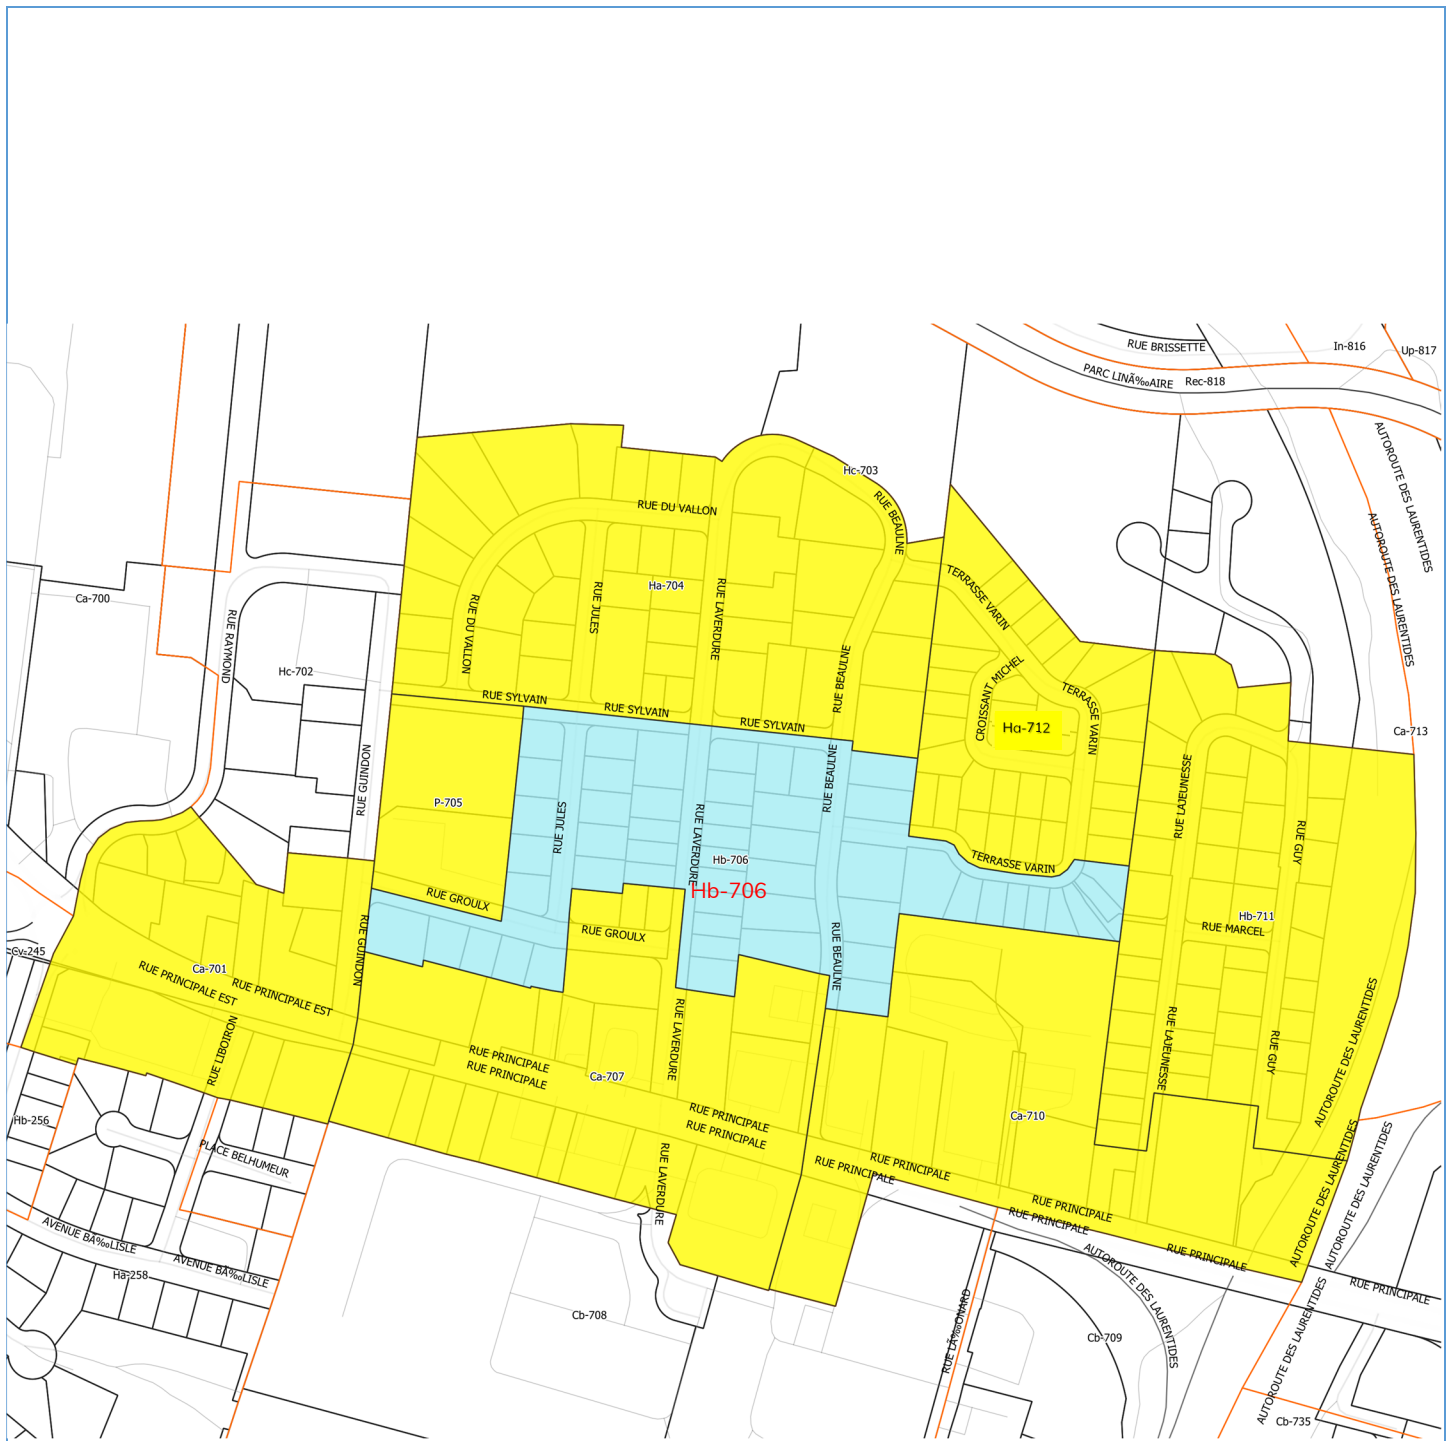 RUE BRISSETTE
In-816
Up-817
PARC LINÃ‰AIRE
Rec-818
AUTOROUTE DES LAURENTIDES
Hc-703
RUE DU VALLON
RUE BEAULNE
AUTOROUTE DES LAURENTIDES
TERRASSE VARIN
Ca-700
Ha-704
RUE JULES
RUE LAVERDURE
RUE DU VALLON
RUE RAYMOND
Hc-702
RUE BEAULNE
CROISSANT MICHEL
TERRASSE VARIN
RUE SYLVAIN
RUE SYLVAIN
RUE SYLVAIN
Ha-712
Ca-713
RUE GUINDON
RUE BEAULNE
RUE LAJEUNESSE
P-705
RUE JULES
RUE LAVERDURE
RUE GUY
Hb-706
TERRASSE VARIN
Hb-706
RUE GROULX
RUE GROULX
Hb-711
RUE MARCEL
RUE GUINDON
RUE BEAULNE
Cv-245
Ca-701
RUE PRINCIPALE EST
RUE PRINCIPALE EST
RUE LIBOIRON
RUE LAVERDURE
RUE LAJEUNESSE
RUE GUY
AUTOROUTE DES LAURENTIDES
RUE PRINCIPALE
RUE PRINCIPALE
Ca-707
RUE PRINCIPALE
RUE PRINCIPALE
Ca-710
Hb-256
PLACE BELHUMEUR
RUE LAVERDURE
RUE PRINCIPALE
RUE PRINCIPALE
AUTOROUTE DES LAURENTIDES
AUTOROUTE DES LAURENTIDES
RUE PRINCIPALE
RUE PRINCIPALE
AVENUE BÃ‰LISLE
AVENUE BÃ‰LISLE
Ha-258
RUE PRINCIPALE
AUTOROUTE DES LAURENTIDES
RUE PRINCIPALE
Cb-708
RUE LÃ‰ONARD
Cb-709
AUTOROUTE DES LAURENTIDES
Cb-735